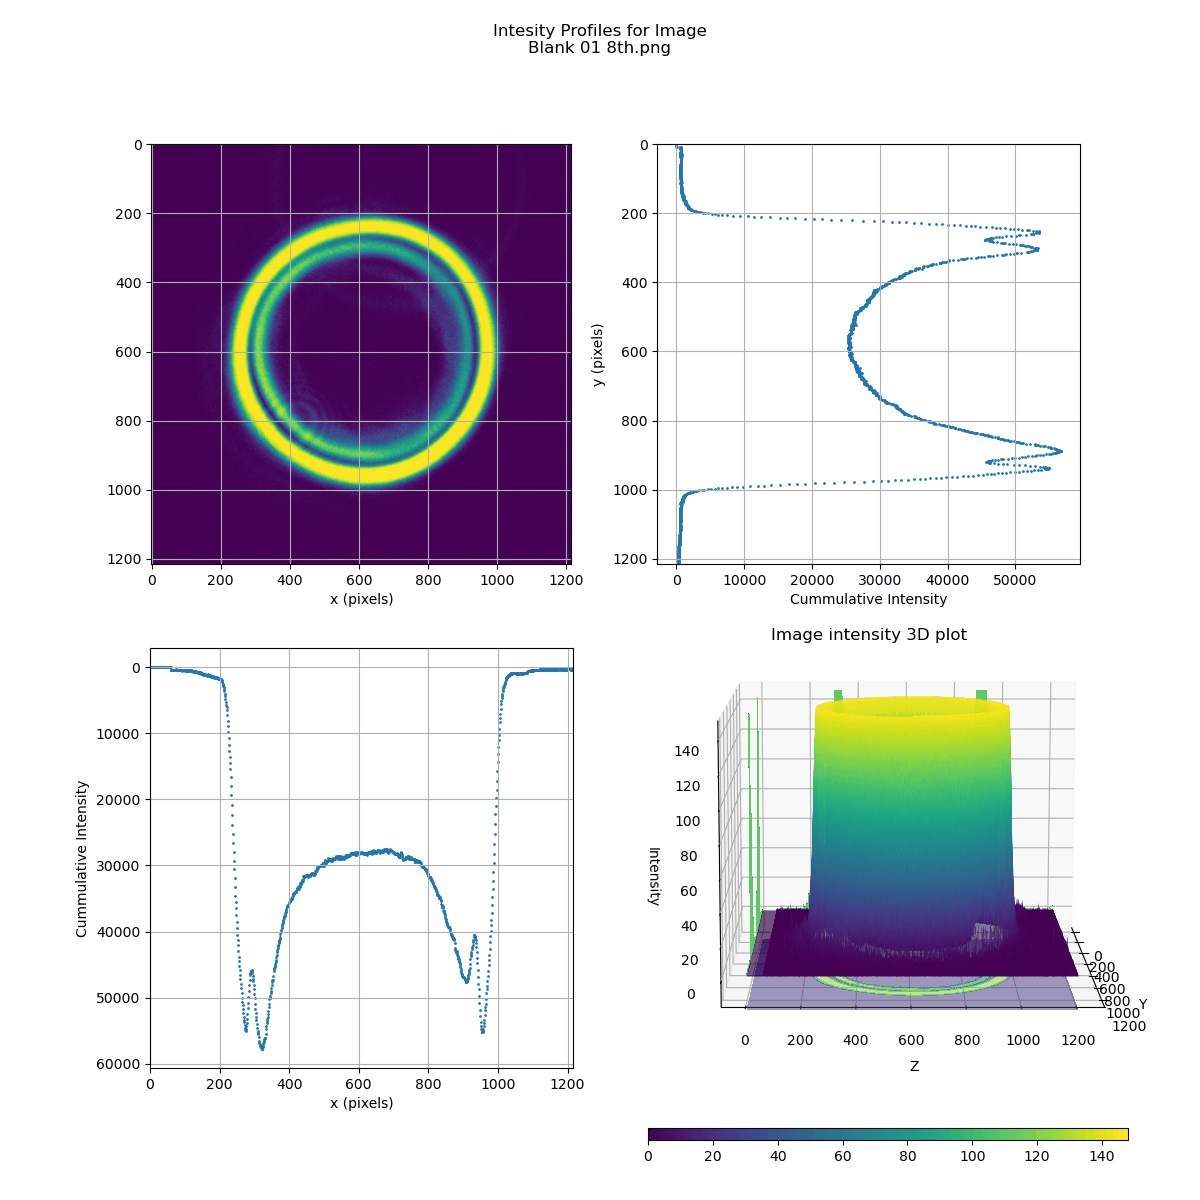 Intesity Profiles for Image
Blank 01 8th.png
0
200
400
600
800
1000
1200
0 200 400 600 800 1000 1200
x (pixels)
y (pixels)
0
200
400
600
800
1000
1200
0 10000 20000 30000 40000 50000
Cummulative Intensity
Cummulative Intensity
0
10000
20000
30000
40000
50000
60000
0 200 400 600 800 1000 1200
x (pixels)
Image intensity 3D plot
Intensity
140
120
100
80
60
40
20
0
0 200 400 600 800 1000 1200
Z
0
200
400
600
800
1000
1200
Y
0 20 40 60 80 100 120 140